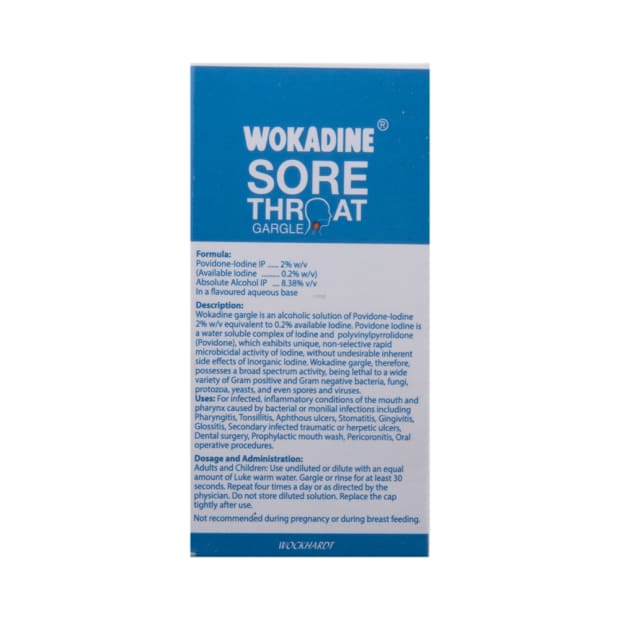 WOKADINE®
SORE
THROAT
GARGLE
Formula:
Povidone-Iodine IP ...... 2% w/v
(Available Iodine ......... 0.2% w/v)
Absolute Alcohol IP .... 8.38% v/v
In a flavoured aqueous base
Description:
Wokadine gargle is an alcoholic solution of Povidone-Iodine
2% w/v equivalent to 0.2% available Iodine. Povidone Iodine is
a water soluble complex of Iodine and polyvinylpyrrolidone
(Povidone), which exhibits unique, non-selective rapid
microbicidal activity of Iodine, without undesirable inherent
side effects of Inorganic Iodine. Wokadine gargle, therefore,
possesses a broad spectrum activity, being lethal to a wide
variety of Gram positive and Gram negative bacteria, fungi,
protozoa, yeasts, and even spores and viruses.
Uses: For infected, inflammatory conditions of the mouth and
pharynx caused by bacterial or monilial infections including
Pharyngitis, Tonsillitis, Aphthous ulcers, Stomatitis, Gingivitis,
Glossitis, Secondary infected traumatic or herpetic ulcers,
Dental surgery, Prophylactic mouth wash, Pericoronitis, Oral
operative procedures.
Dosage and Administration:
Adults and Children: Use undiluted or dilute with an equal
amount of Luke warm water. Gargle or rinse for at least 30
seconds. Repeat four times a day or as directed by the
physician. Do not store diluted solution. Replace the cap
tightly after use.
Not recommended during pregnancy or during breast feeding.
WOCKHARDT